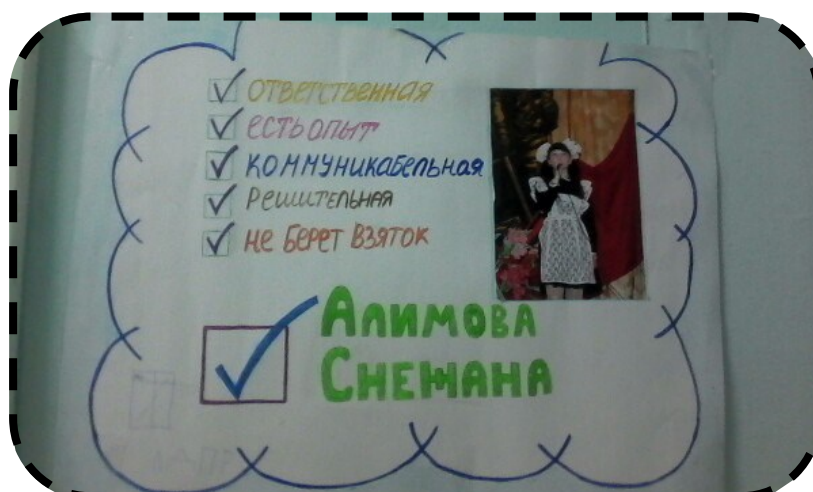 ответственная
есть опыт
коммуникабельная
решительная
не берет взяток
Алимова
Снежана